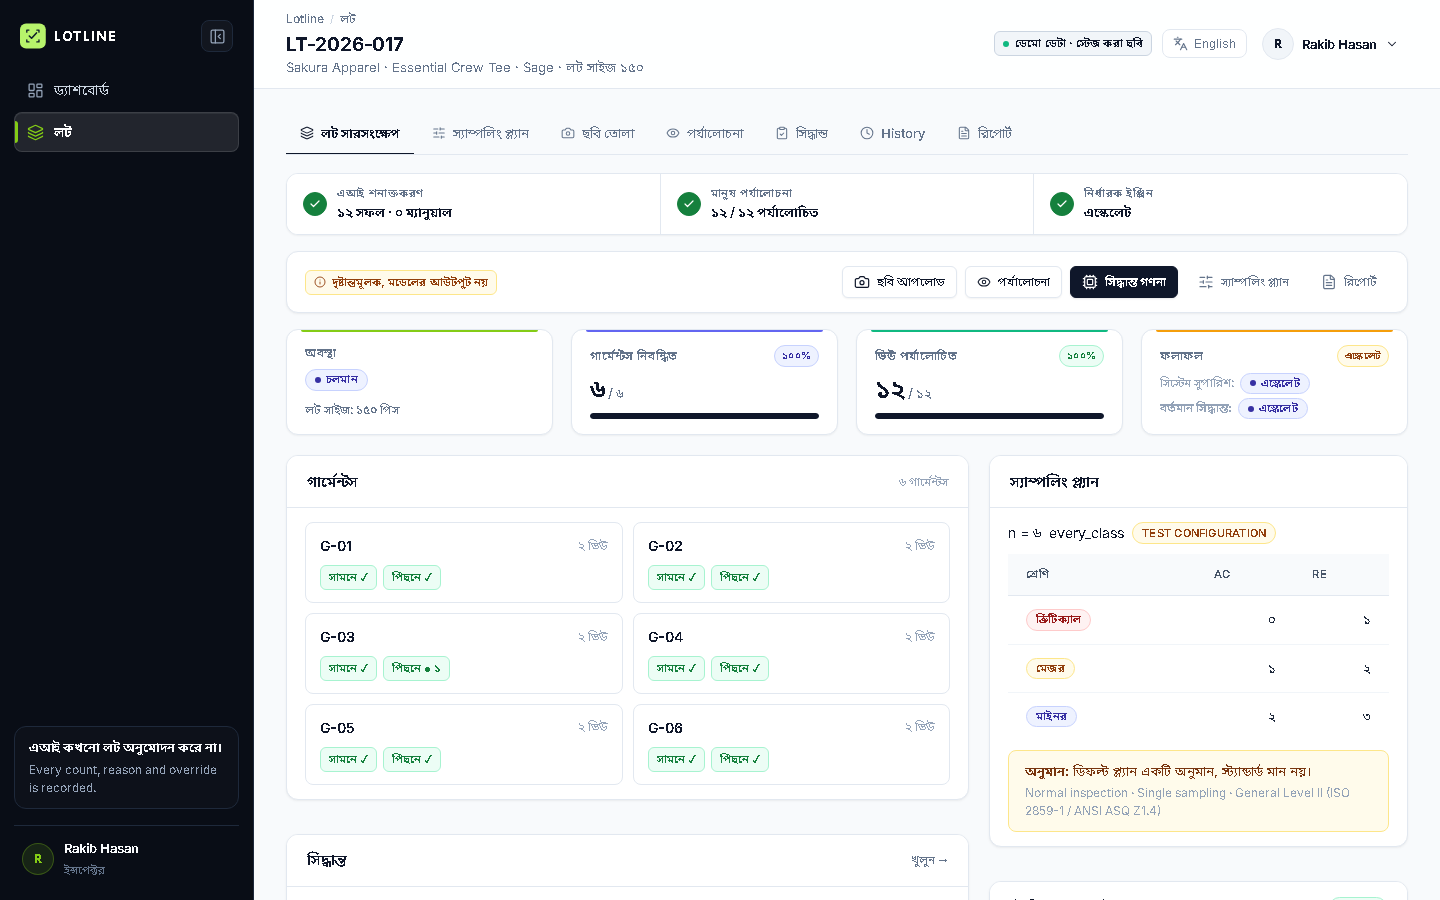 LOTLINE
ড্যাশবোর্ড
লট
এআই কখনো লট অনুমোদন করে না।
Every count, reason and override
is recorded.
R
Rakib Hasan
ইন্সপেক্টর
Lotline / লট
LT-2026-017
Sakura Apparel · Essential Crew Tee · Sage · লট সাইজ ১৫০
ডেমো ডেটা · স্টেজ করা ছবি
English
R
Rakib Hasan
লট সারসংক্ষেপ
স্যাম্পলিং প্ল্যান
ছবি তোলা
পর্যালোচনা
সিদ্ধান্ত
History
রিপোর্ট
এআই শনাক্তকরণ
১২ সফল · ০ ম্যানুয়াল
মানুষ পর্যালোচনা
১২ / ১২ পর্যালোচিত
নির্ধারক ইঞ্জিন
এস্কেলেট
দৃষ্টান্তমূলক, মডেলের আউটপুট নয়
ছবি আপলোড
পর্যালোচনা
সিদ্ধান্ত গণনা
স্যাম্পলিং প্ল্যান
রিপোর্ট
অবস্থা
চলমান
লট সাইজ: ১৫০ পিস
গার্মেন্টস নিবন্ধিত
১০০%
৬ / ৬
ভিউ পর্যালোচিত
১০০%
১২ / ১২
ফলাফল
এস্কেলেট
সিস্টেম সুপারিশ: এস্কেলেট
বর্তমান সিদ্ধান্ত: এস্কেলেট
গার্মেন্টস
৬ গার্মেন্টস
G-01
২ ভিউ
সামনে ✓ পিছনে ✓
G-02
২ ভিউ
সামনে ✓ পিছনে ✓
G-03
২ ভিউ
সামনে ✓ পিছনে ● ১
G-04
২ ভিউ
সামনে ✓ পিছনে ✓
G-05
২ ভিউ
সামনে ✓ পিছনে ✓
G-06
২ ভিউ
সামনে ✓ পিছনে ✓
সিদ্ধান্ত
খুলুন →
স্যাম্পলিং প্ল্যান
n = ৬ every_class TEST CONFIGURATION
শ্রেণি AC RE
ক্রিটিক্যাল ০ ১
মেজর ১ ২
মাইনর ২ ৩
অনুমান: ডিফল্ট প্ল্যান একটি অনুমান, স্ট্যান্ডার্ড মান নয়।
Normal inspection · Single sampling · General Level II (ISO
2859-1 / ANSI ASQ Z1.4)